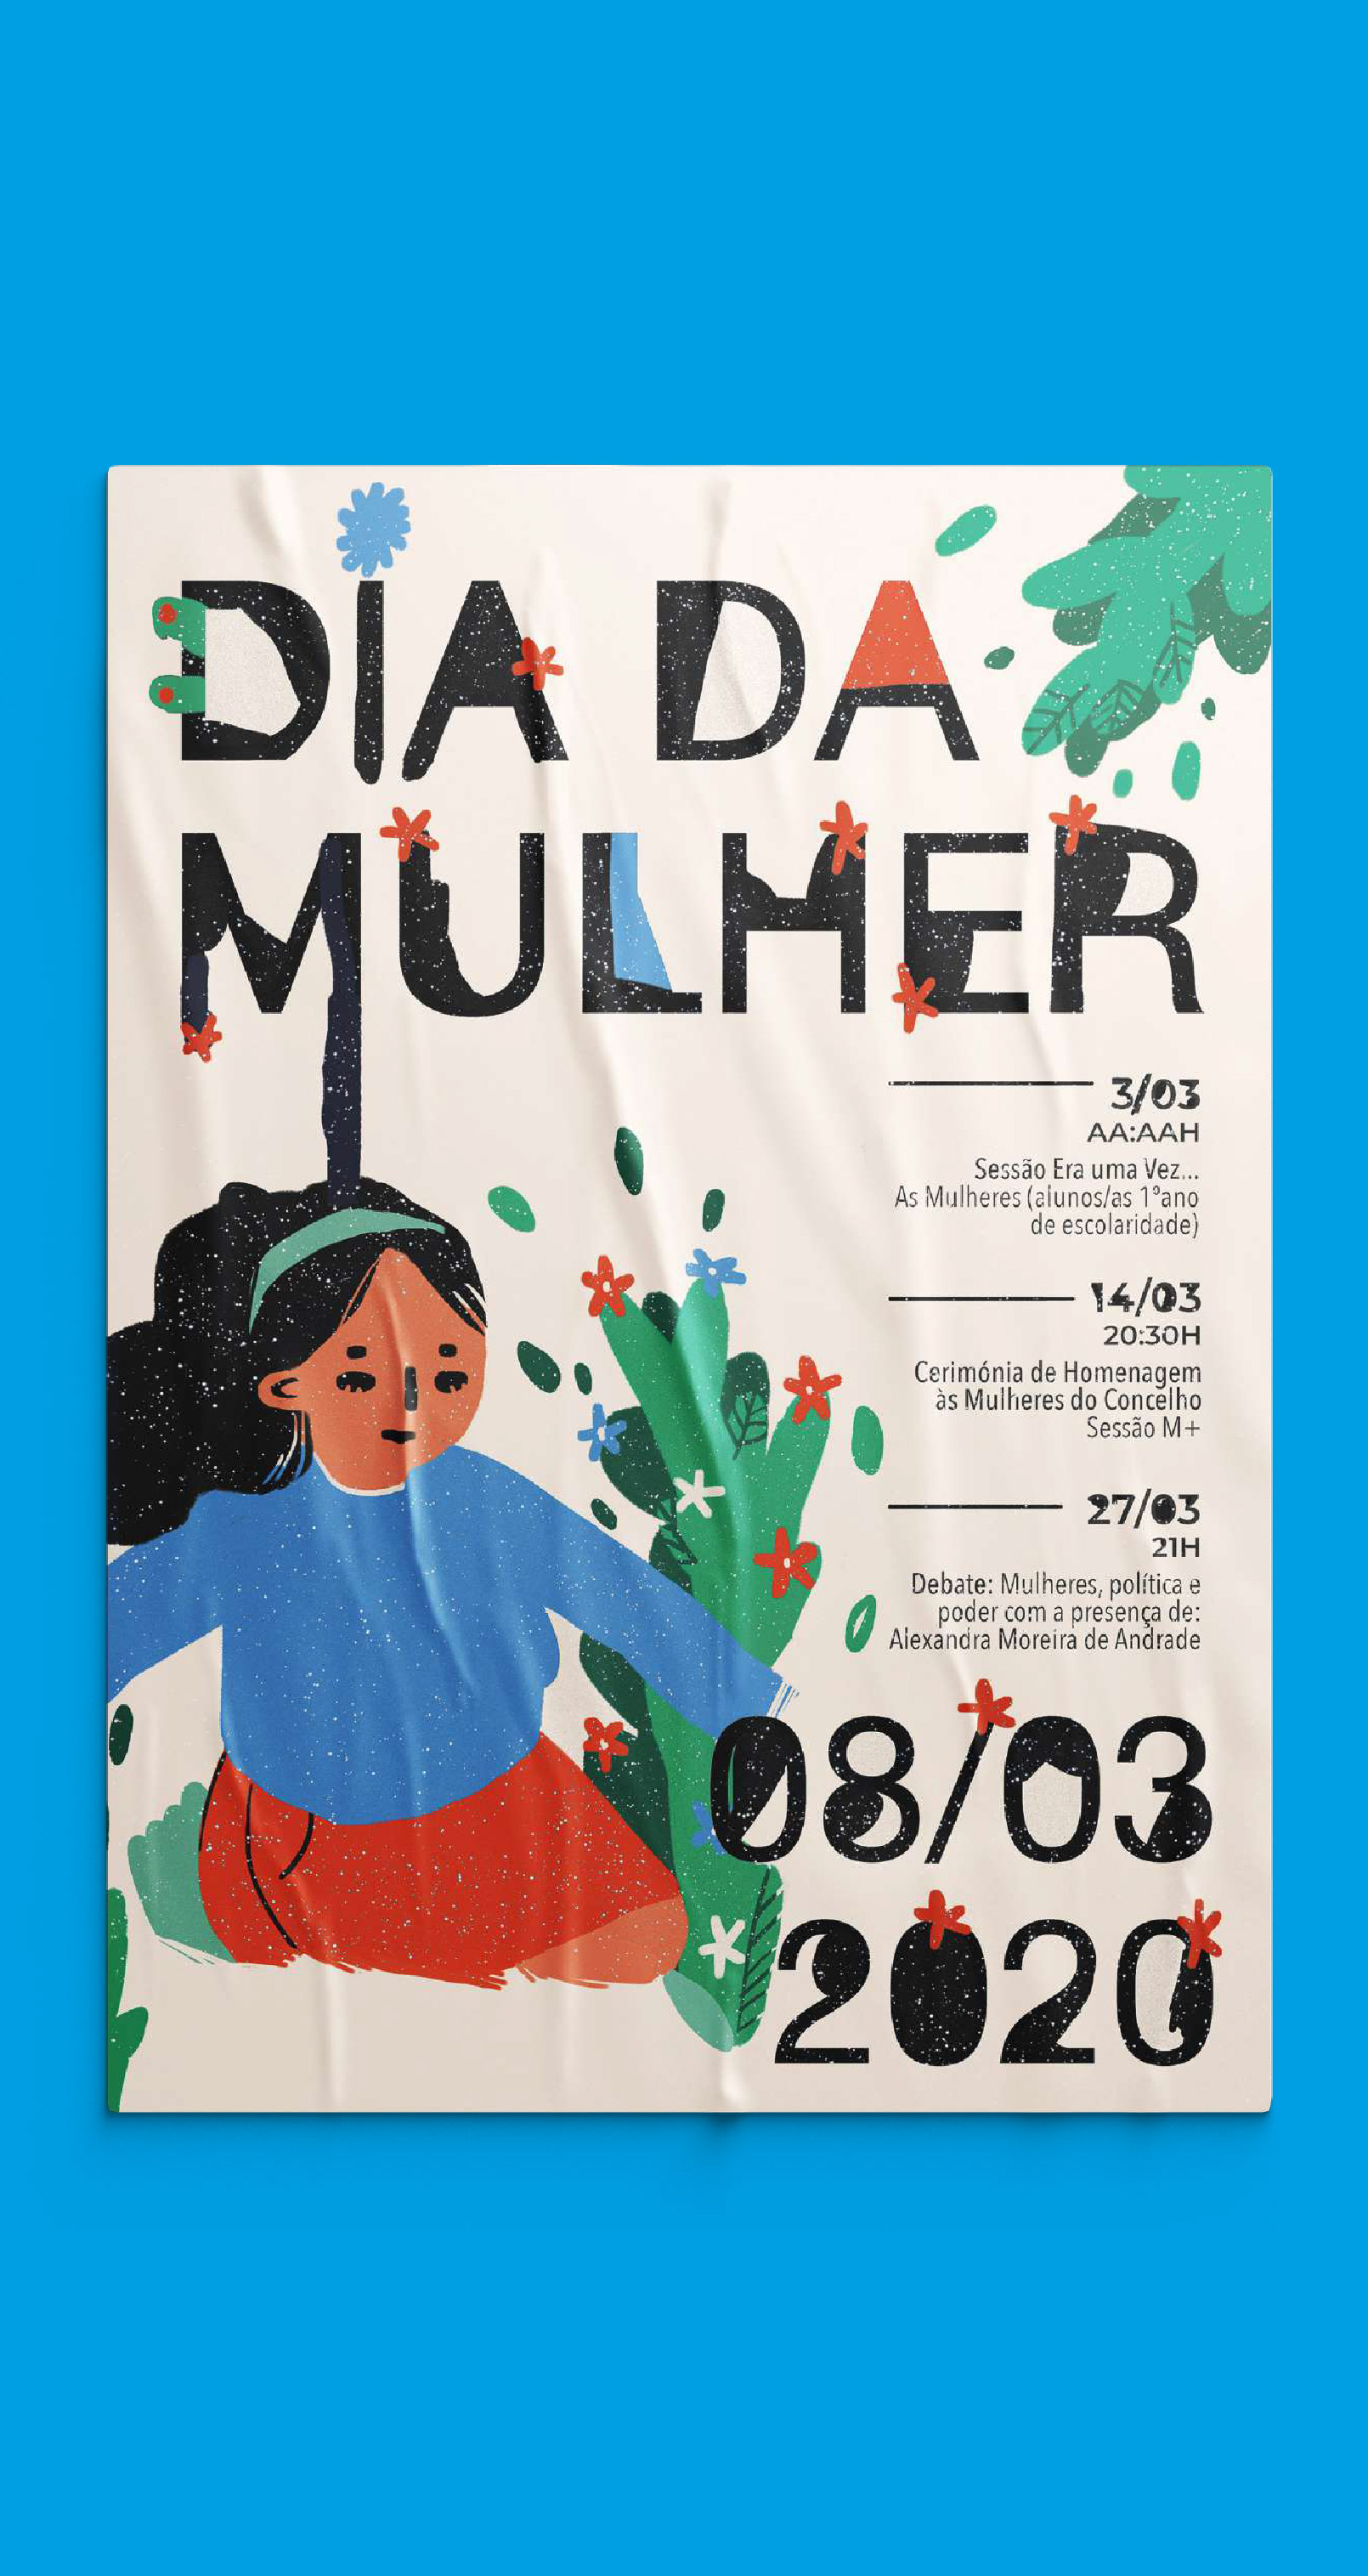 DIA DA
MULHER
3/03
AA:AAH
Sessão Era uma Vez...
As Mulheres (alunos/as 1ºano
de escolaridade)
14/03
20:30H
Cerimónia de Homenagem
às Mulheres do Concelho
Sessão M+
27/03
21H
Debate: Mulheres, política e
poder com a presença de:
Alexandra Moreira de Andrade
08/03
2020